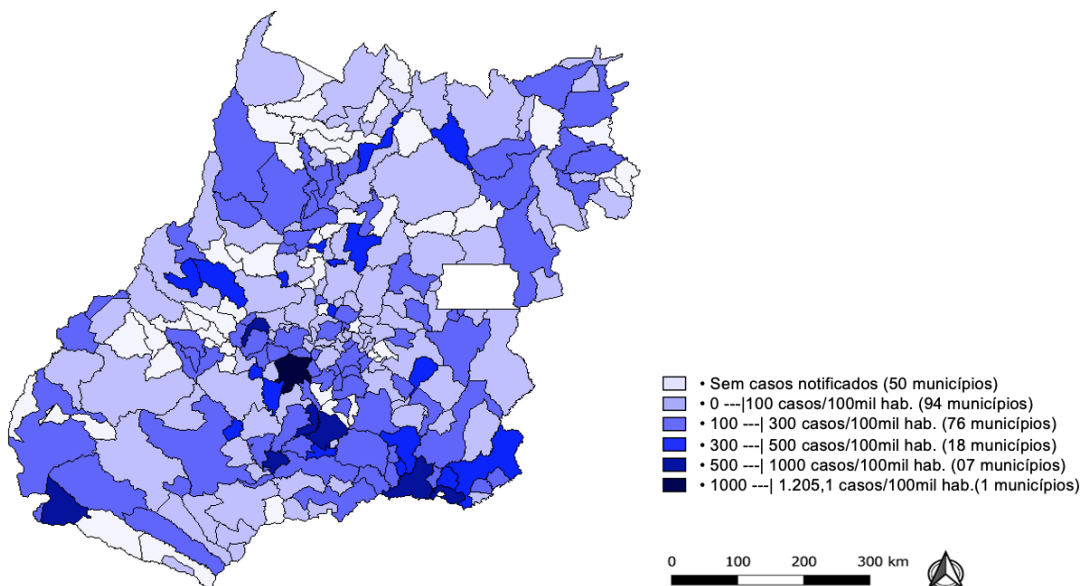 • Sem casos notificados (50 municípios)
• 0 ---|100 casos/100mil hab. (94 municípios)
• 100 ---| 300 casos/100mil hab. (76 municípios)
• 300 ---| 500 casos/100mil hab. (18 municípios)
• 500 ---| 1000 casos/100mil hab. (07 municípios)
• 1000 ---| 1.205,1 casos/100mil hab.(1 municípios)
0 100 200 300 km